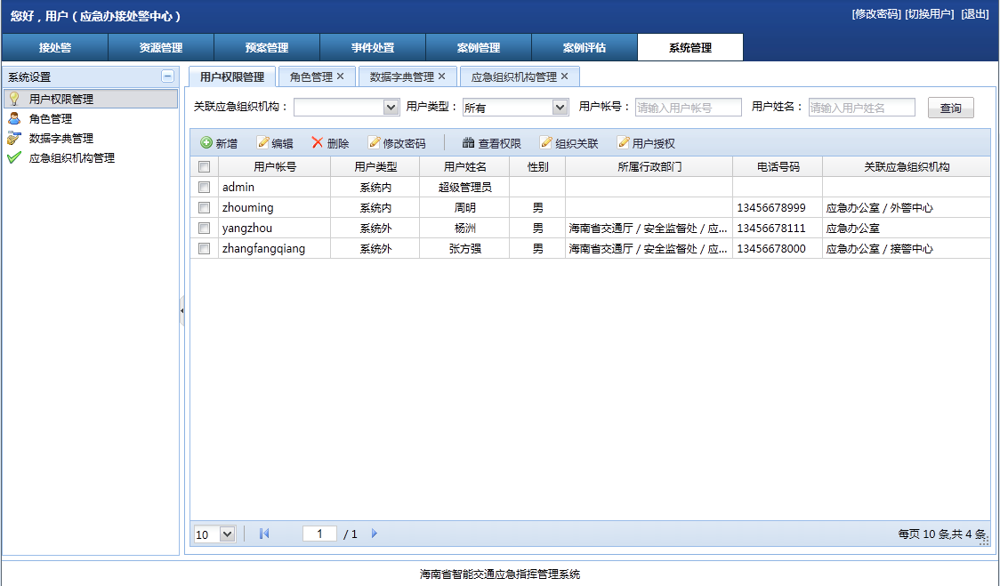 您好，用户（应急办接处警中心） [修改密码] [切换用户] [退出]
接处警 资源管理 预案管理 事件处置 案例管理 案例评估 系统管理
系统设置
用户权限管理
角色管理
数据字典管理
应急组织机构管理
用户权限管理 角色管理 数据字典管理 应急组织机构管理
关联应急组织机构： 用户类型： 所有 用户帐号： 请输入用户帐号 用户姓名： 请输入用户姓名 查询
新增 编辑 删除 修改密码 查看权限 组织关联 用户授权
用户帐号 用户类型 用户姓名 性别 所属行政部门 电话号码 关联应急组织机构
admin 系统内 超级管理员
zhouming 系统内 周明 男 13456678999 应急办公室 / 外警中心
yangzhou 系统外 杨洲 男 海南省交通厅 / 安全监督处 / 应... 13456678111 应急办公室
zhangfangqiang 系统外 张方强 男 海南省交通厅 / 安全监督处 / 应... 13456678000 应急办公室 / 接警中心
10 1 / 1 每页 10 条,共 4 条
海南省智能交通应急指挥管理系统